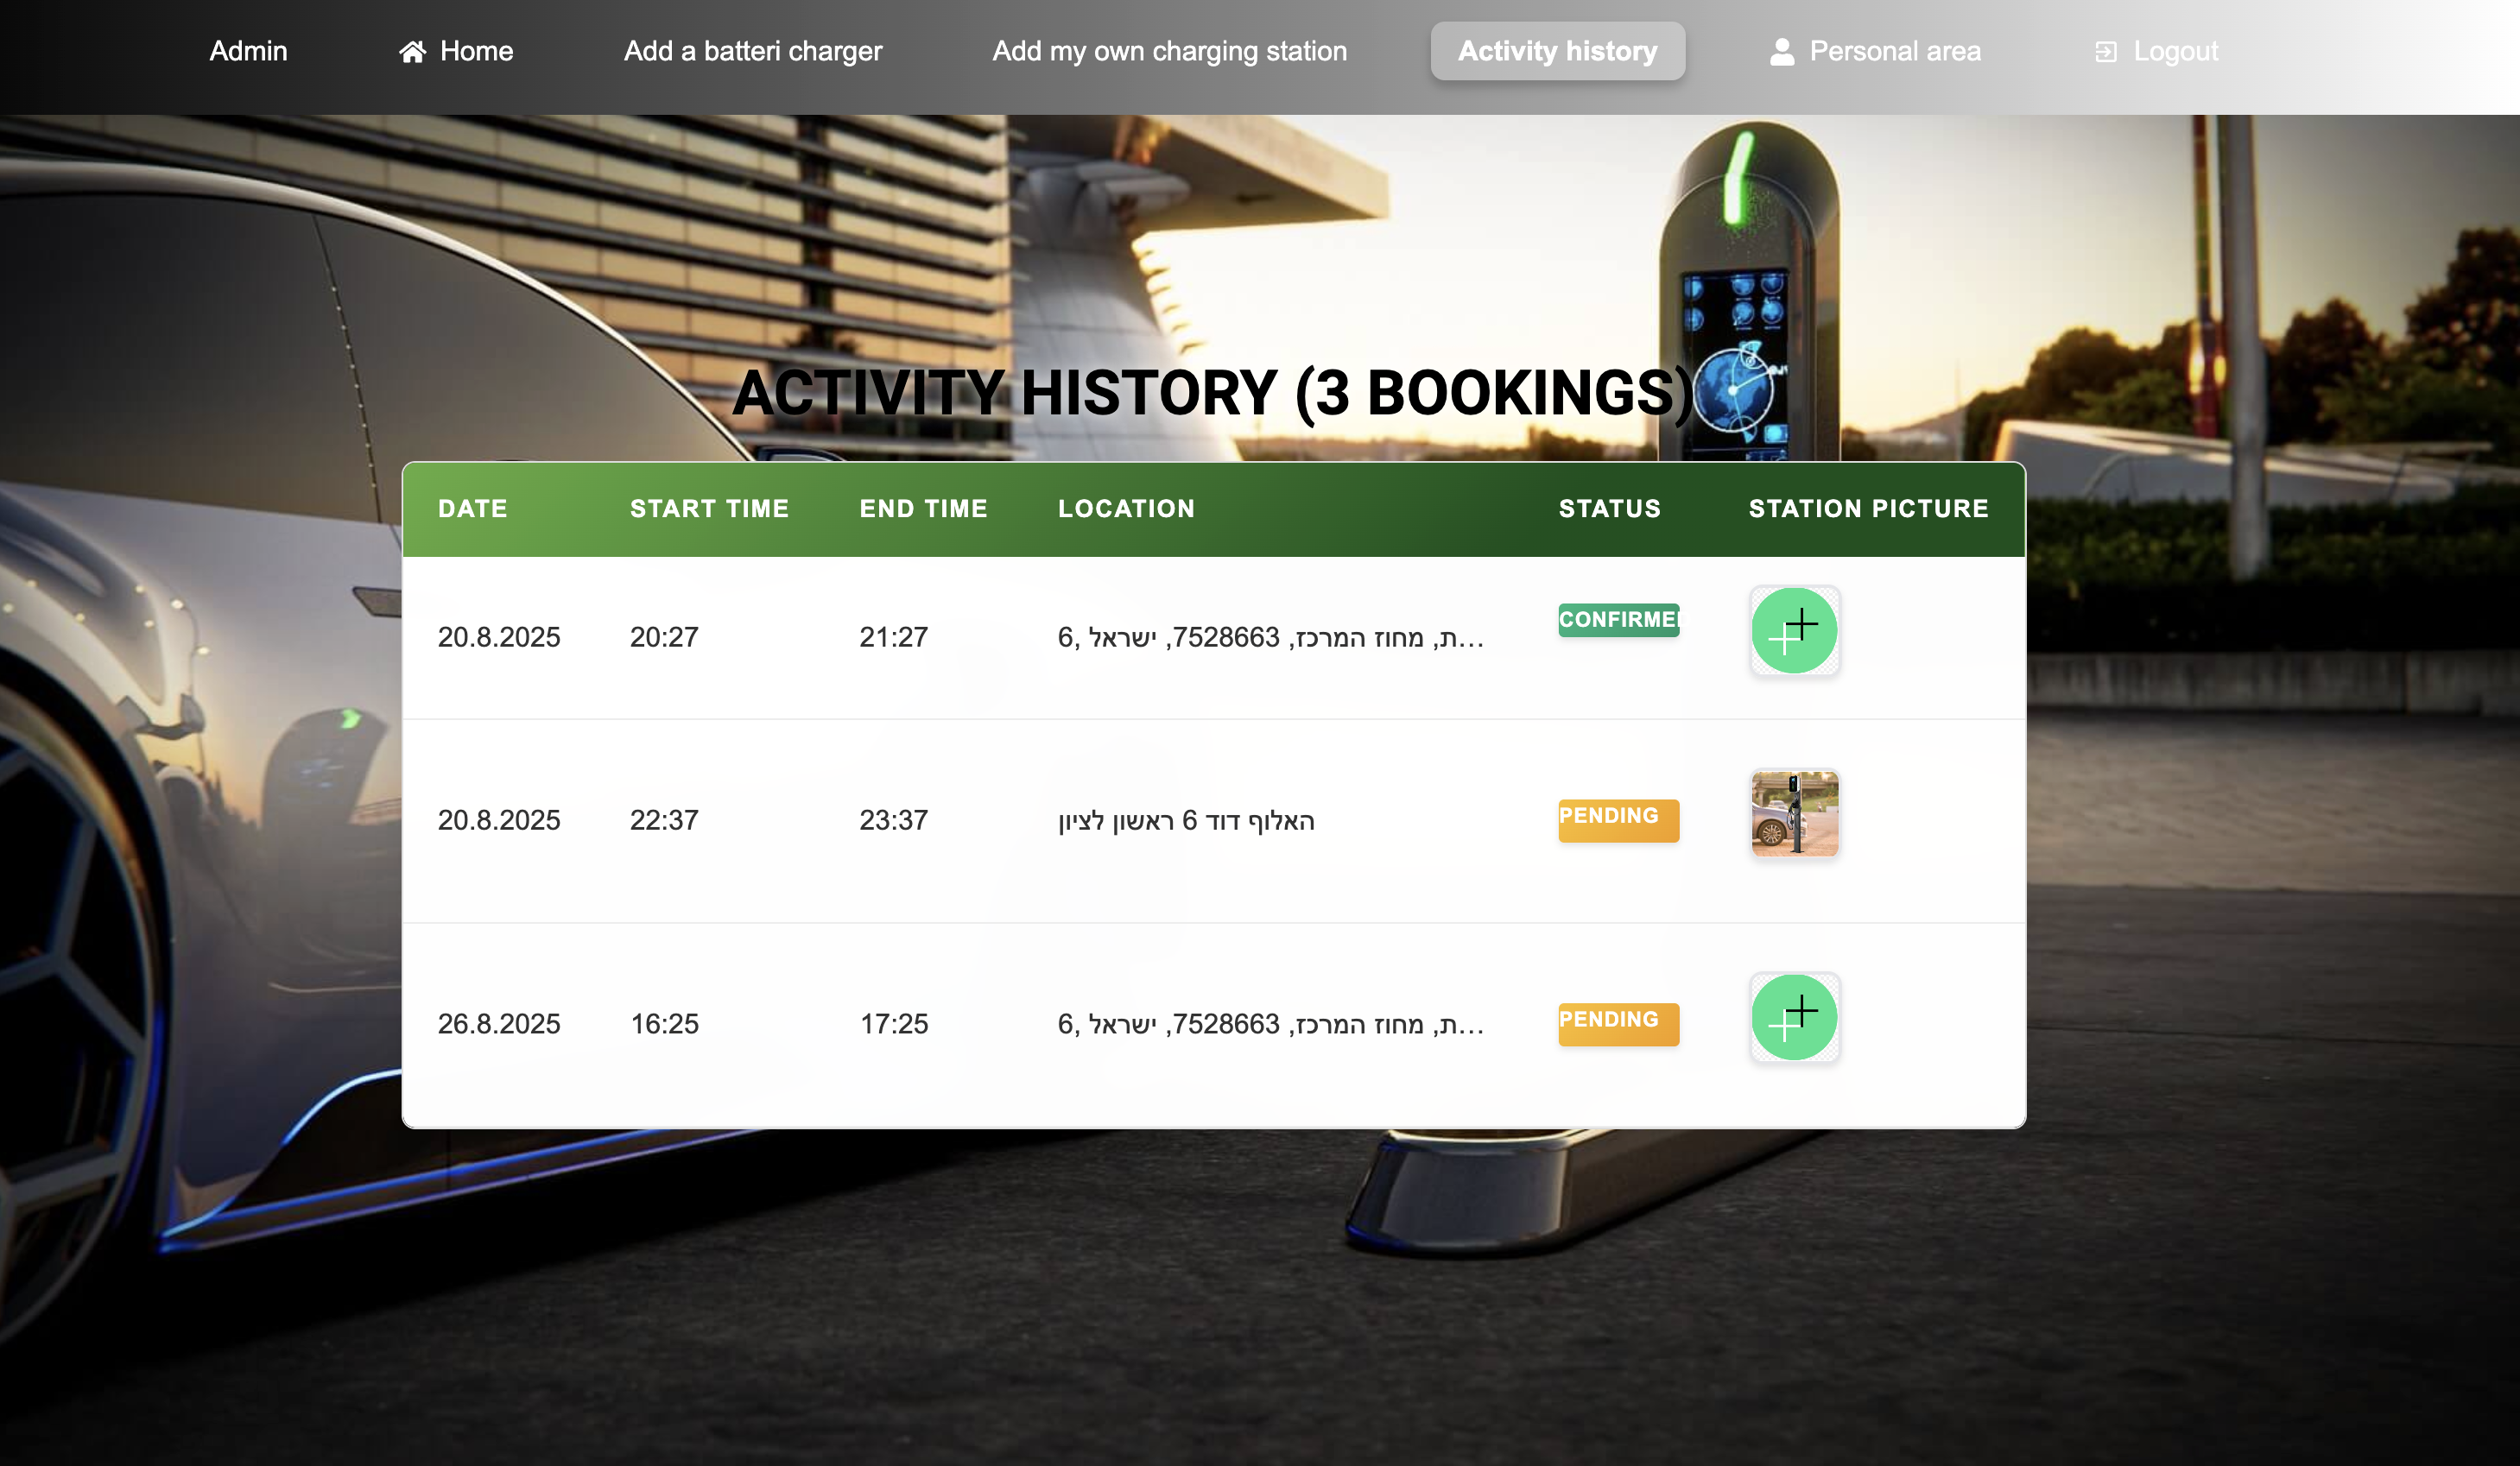 Admin Home Add a batteri charger Add my own charging station Activity history Personal area Logout
ACTIVITY HISTORY (3 BOOKINGS)
DATE START TIME END TIME LOCATION STATUS STATION PICTURE
20.8.2025 20:27 21:27 6, ת, מחוז המרכז, 7528663, ישראל... CONFIRMED
20.8.2025 22:37 23:37 האלוף דוד 6 ראשון לציון PENDING
26.8.2025 16:25 17:25 6, ת, מחוז המרכז, 7528663, ישראל... PENDING